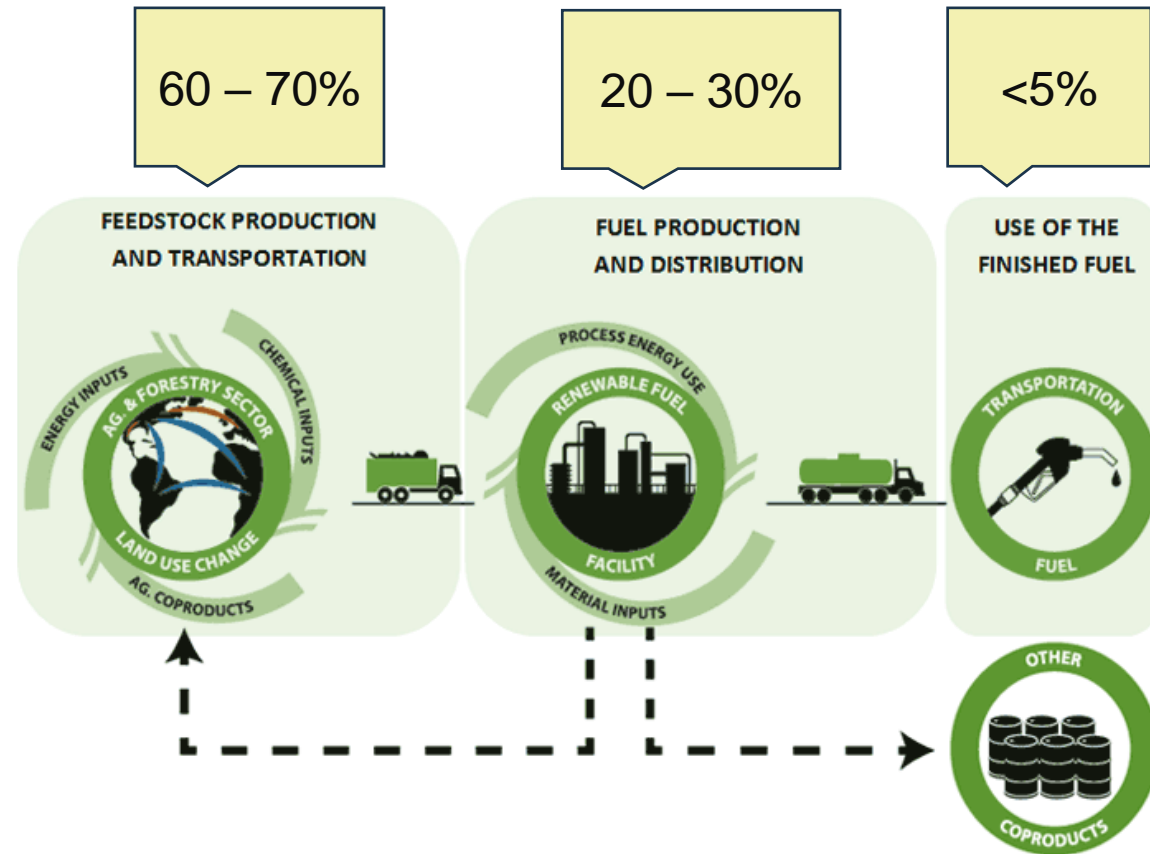 60 – 70%
20 – 30%
<5%
FEEDSTOCK PRODUCTION
AND TRANSPORTATION
FUEL PRODUCTION
AND DISTRIBUTION
USE OF THE
FINISHED FUEL
ENERGY INPUTS
CHEMICAL INPUTS
AG. & FORESTRY SECTOR
LAND USE CHANGE
AG. COPRODUCTS
PROCESS ENERGY USE
RENEWABLE FUEL
FACILITY
MATERIAL INPUTS
TRANSPORTATION
FUEL
OTHER
COPRODUCTS